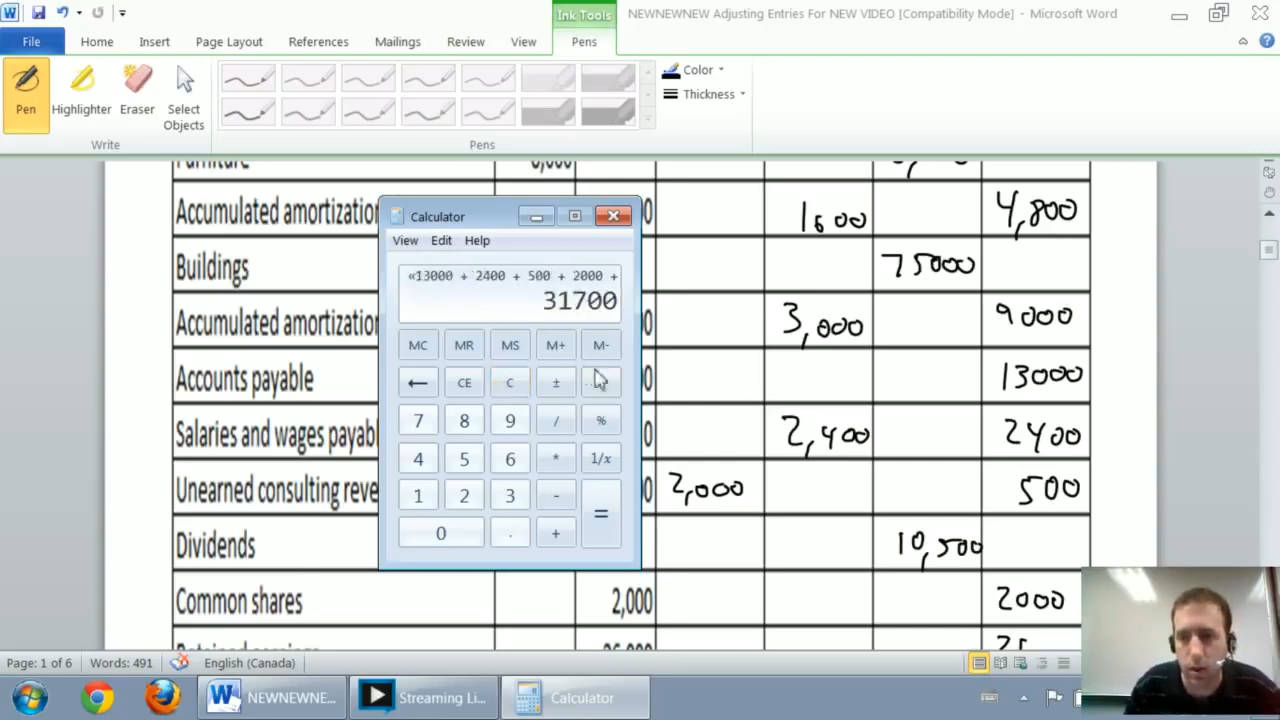 NEWNEWNEW Adjusting Entries For NEW VIDEO [Compatibility Mode] - Microsoft Word
Ink Tools
File Home Insert Page Layout References Mailings Review View Pens
Pen Highlighter Eraser Select Objects
Color
Thickness
Write Pens
Furniture
Accumulated amortization 1600 4,800
Buildings 75000
Accumulated amortization 3,000 9000
Accounts payable 13000
Salaries and wages payable 2,400 2400
Unearned consulting reve 2,000 500
Dividends 10,500
Common shares 2,000 2000
Calculator
View Edit Help
«13000 + 2400 + 500 + 2000 +
31700
MC MR MS M+ M-
← CE C ±
7 8 9 / %
4 5 6 * 1/x
1 2 3 - =
0 . +
Page: 1 of 6 Words: 491 English (Canada)
NEWNEWNE... Streaming Li... Calculator